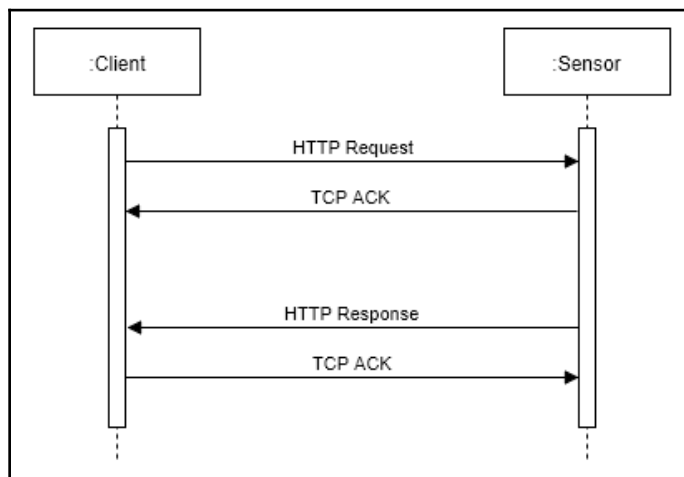 :Client
:Sensor
HTTP Request
TCP ACK
HTTP Response
TCP ACK